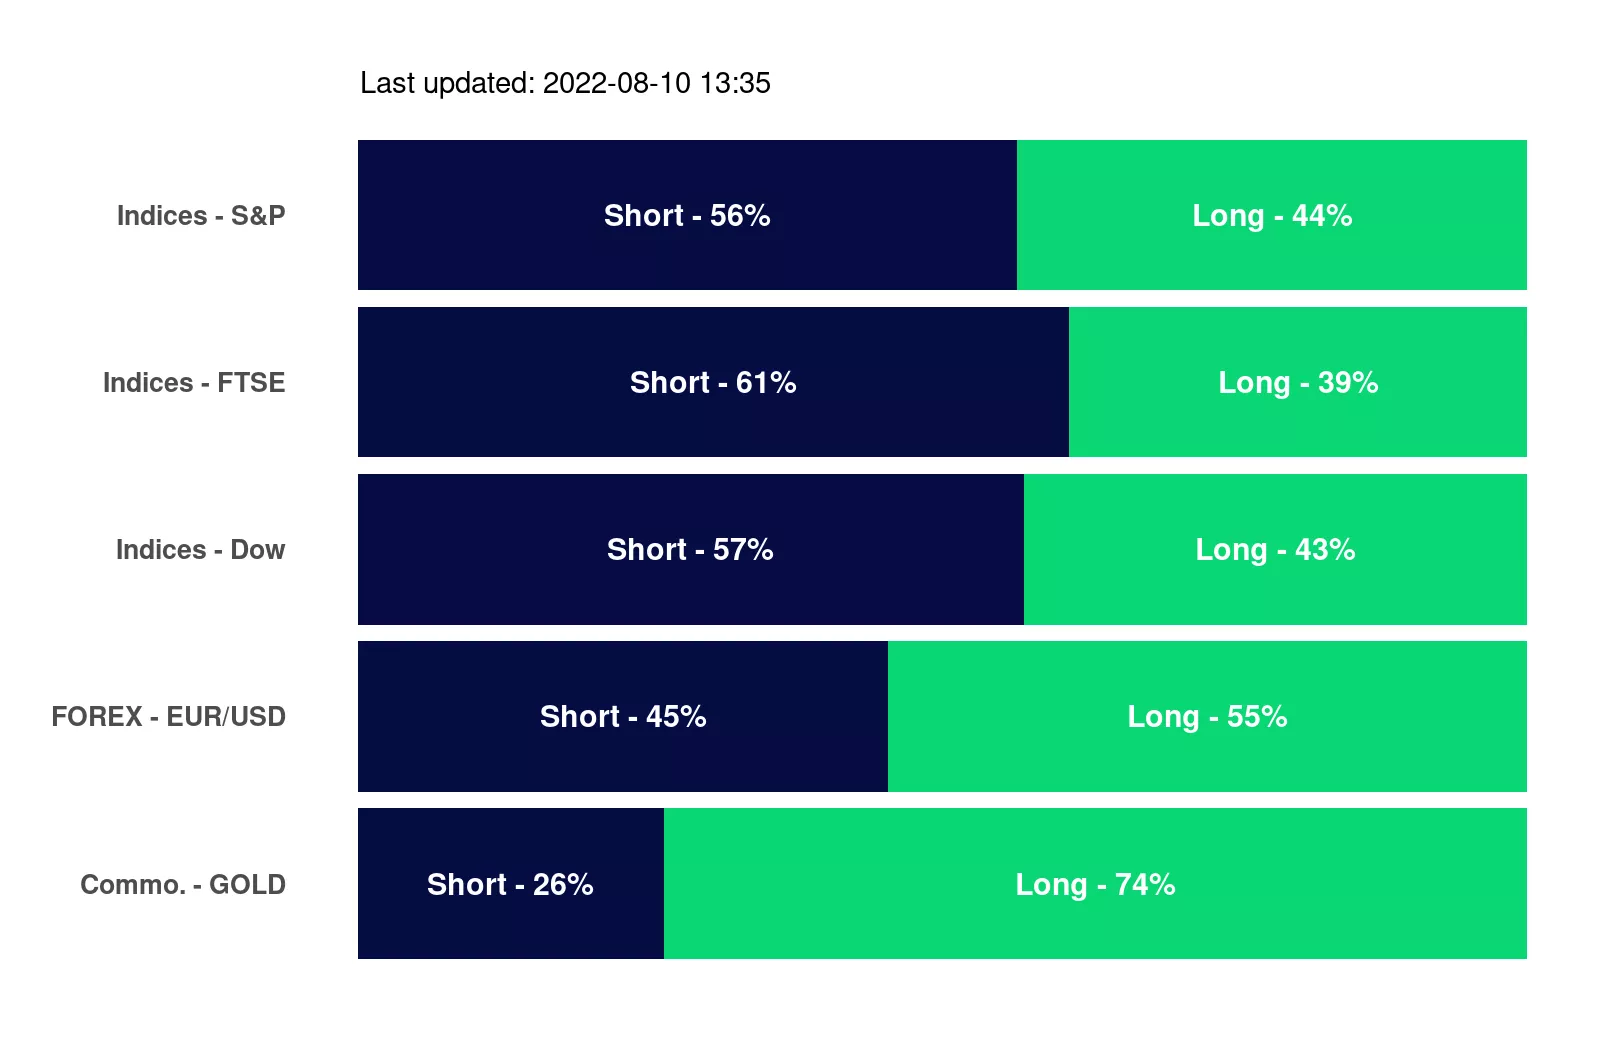 Last updated: 2022-08-10 13:35
Indices - S&P
Short - 56%
Long - 44%
Indices - FTSE
Short - 61%
Long - 39%
Indices - Dow
Short - 57%
Long - 43%
FOREX - EUR/USD
Short - 45%
Long - 55%
Commo. - GOLD
Short - 26%
Long - 74%